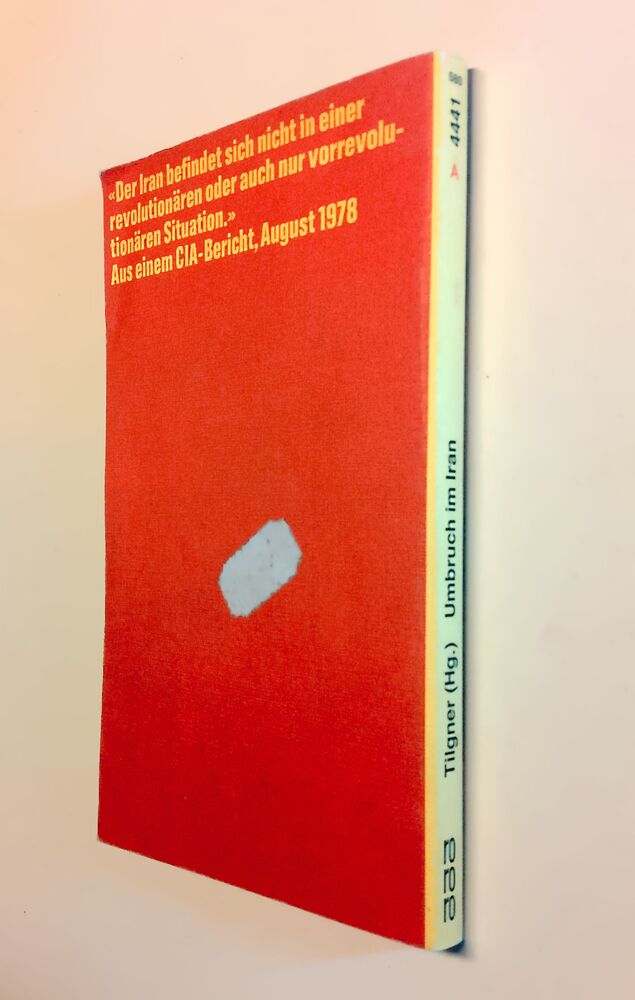 «Der Iran befindet sich nicht in einer
revolutionären oder auch nur vorrevolu-
tionären Situation.»
Aus einem CIA-Bericht, August 1978
Tilgner (Hg.) Umbruch im Iran A 4441